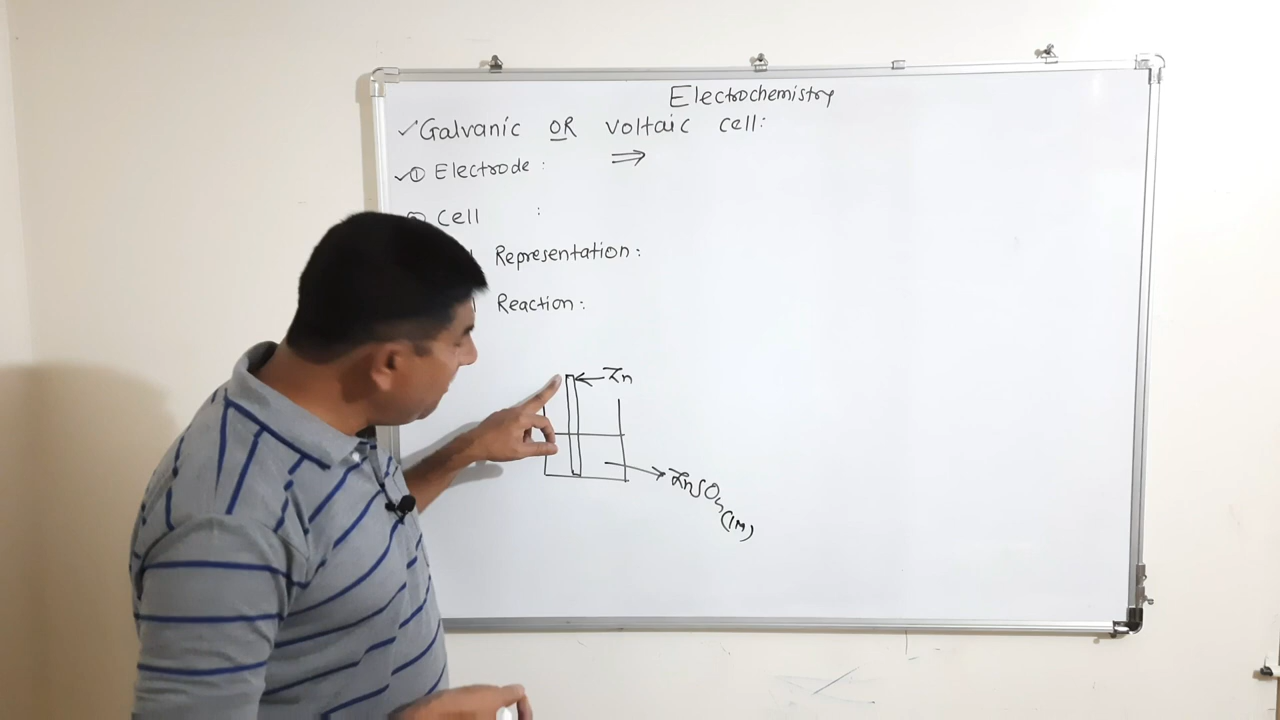 Electrochemistry
✓Galvanic OR Voltaic cell:
✓① Electrode : ⇒
Cell :
Representation:
Reaction:
Zn
ZnSO4
(1M)